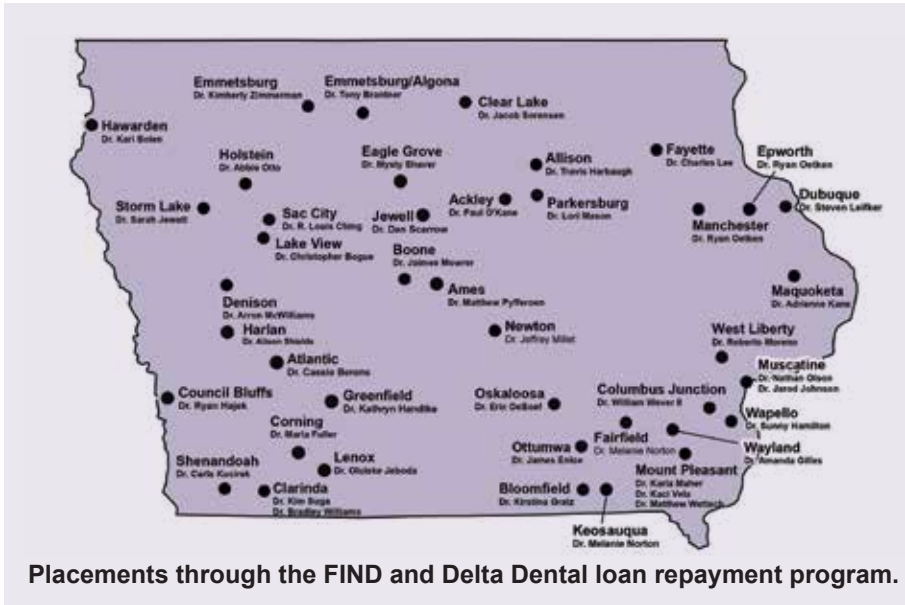 Emmetsburg
Dr. Kimberly Zimmerman
Emmetsburg/Algona
Dr. Tony Brantner
Clear Lake
Dr. Jacob Sorensen
Hawarden
Dr. Kari Bolen
Holstein
Dr. Abbie Otto
Eagle Grove
Dr. Mysty Shaver
Allison
Dr. Travis Harbaugh
Fayette
Dr. Charles Lee
Epworth
Dr. Ryan Oetken
Storm Lake
Dr. Sarah Jewett
Sac City
Dr. R. Louis Ching
Jewell
Dr. Dan Scarrow
Ackley
Dr. Paul O'Kane
Parkersburg
Dr. Lori Mason
Manchester
Dr. Ryan Oetken
Dubuque
Dr. Steven Leifker
Lake View
Dr. Christopher Bogue
Boone
Dr. Jaimes Mourer
Ames
Dr. Matthew
Maquoketa
Dr. Adrienne Kane
Denison
Dr. Arron McWilliams
Harlan
Dr. Alison Shields
Newton
Dr. Jeffrey Millet
West Liberty
Dr. Roberto Moreno
Atlantic
Dr. Cassie Berens
Muscatine
Dr. Nathan Olson
Dr. Jarod Johnson
Council Bluffs
Dr. Ryan Hajek
Greenfield
Dr. Kathryn
Oskaloosa
Dr. Eric DeBoef
Columbus Junction
Dr. William Wever II
Wapello
Dr. Sunny Hamilton
Corning
Dr. Maria Fuller
Ottumwa
Dr. James Enloe
Fairfield
Dr. Melanie Norton
Wayland
Dr. Amanda Gilles
Shenandoah
Dr. Carls Kucirek
Lenox
Dr. Jeboda
Mount Pleasant
Dr. Karla Maher
Dr. Kaci Vela
Dr. Matthew Wettach
Clarinda
Dr. Kim Suga
Dr. Bradley Williams
Bloomfield
Dr. Kirstina Gratz
Keosauqua
Dr. Melanie Norton
Placements through the FIND and Delta Dental loan repayment program.